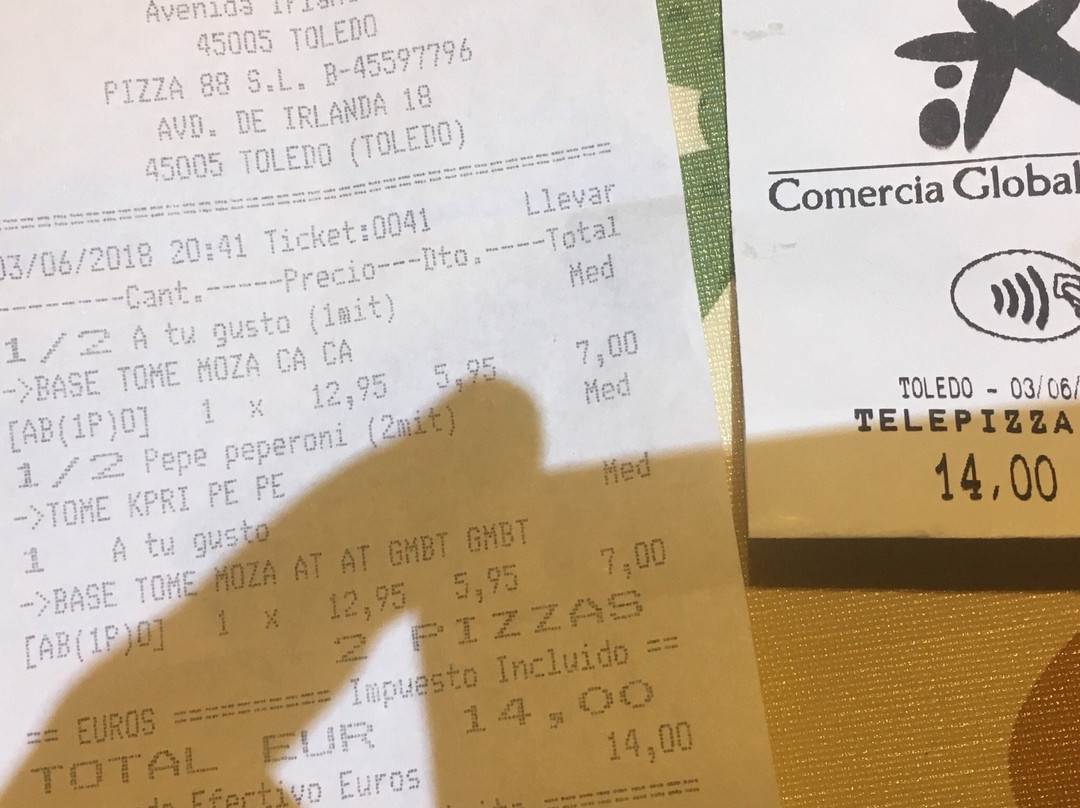 Avenida
45005 TOLEDO
PIZZA 88 S.L. B-45597796
AVD. DE IRLANDA 18
45005 TOLEDO (TOLEDO)
Llevar
03/06/2018 20:41 Ticket:0041
-------Cant.-----Precio---Dto.----Total
1/2 A tu gusto (1mit) Med
->BASE TOME MOZA CA CA
[AB(1P)O] 1 x 12,95 5,95 7,00
1/2 Pepe peperoni (2mit) Med
->TOME KPRI PE PE
1 A tu gusto Med
->BASE TOME MOZA AT AT GMBT GMBT
[AB(1P)O] 1 x 12,95 5,95 7,00
2 PIZZAS
== EUROS ======== Impuesto Incluido ==
TOTAL EUR 14,00
Efectivo Euros 14,00
Comercia Global
TOLEDO - 03/06/
TELEPIZZA
14,00